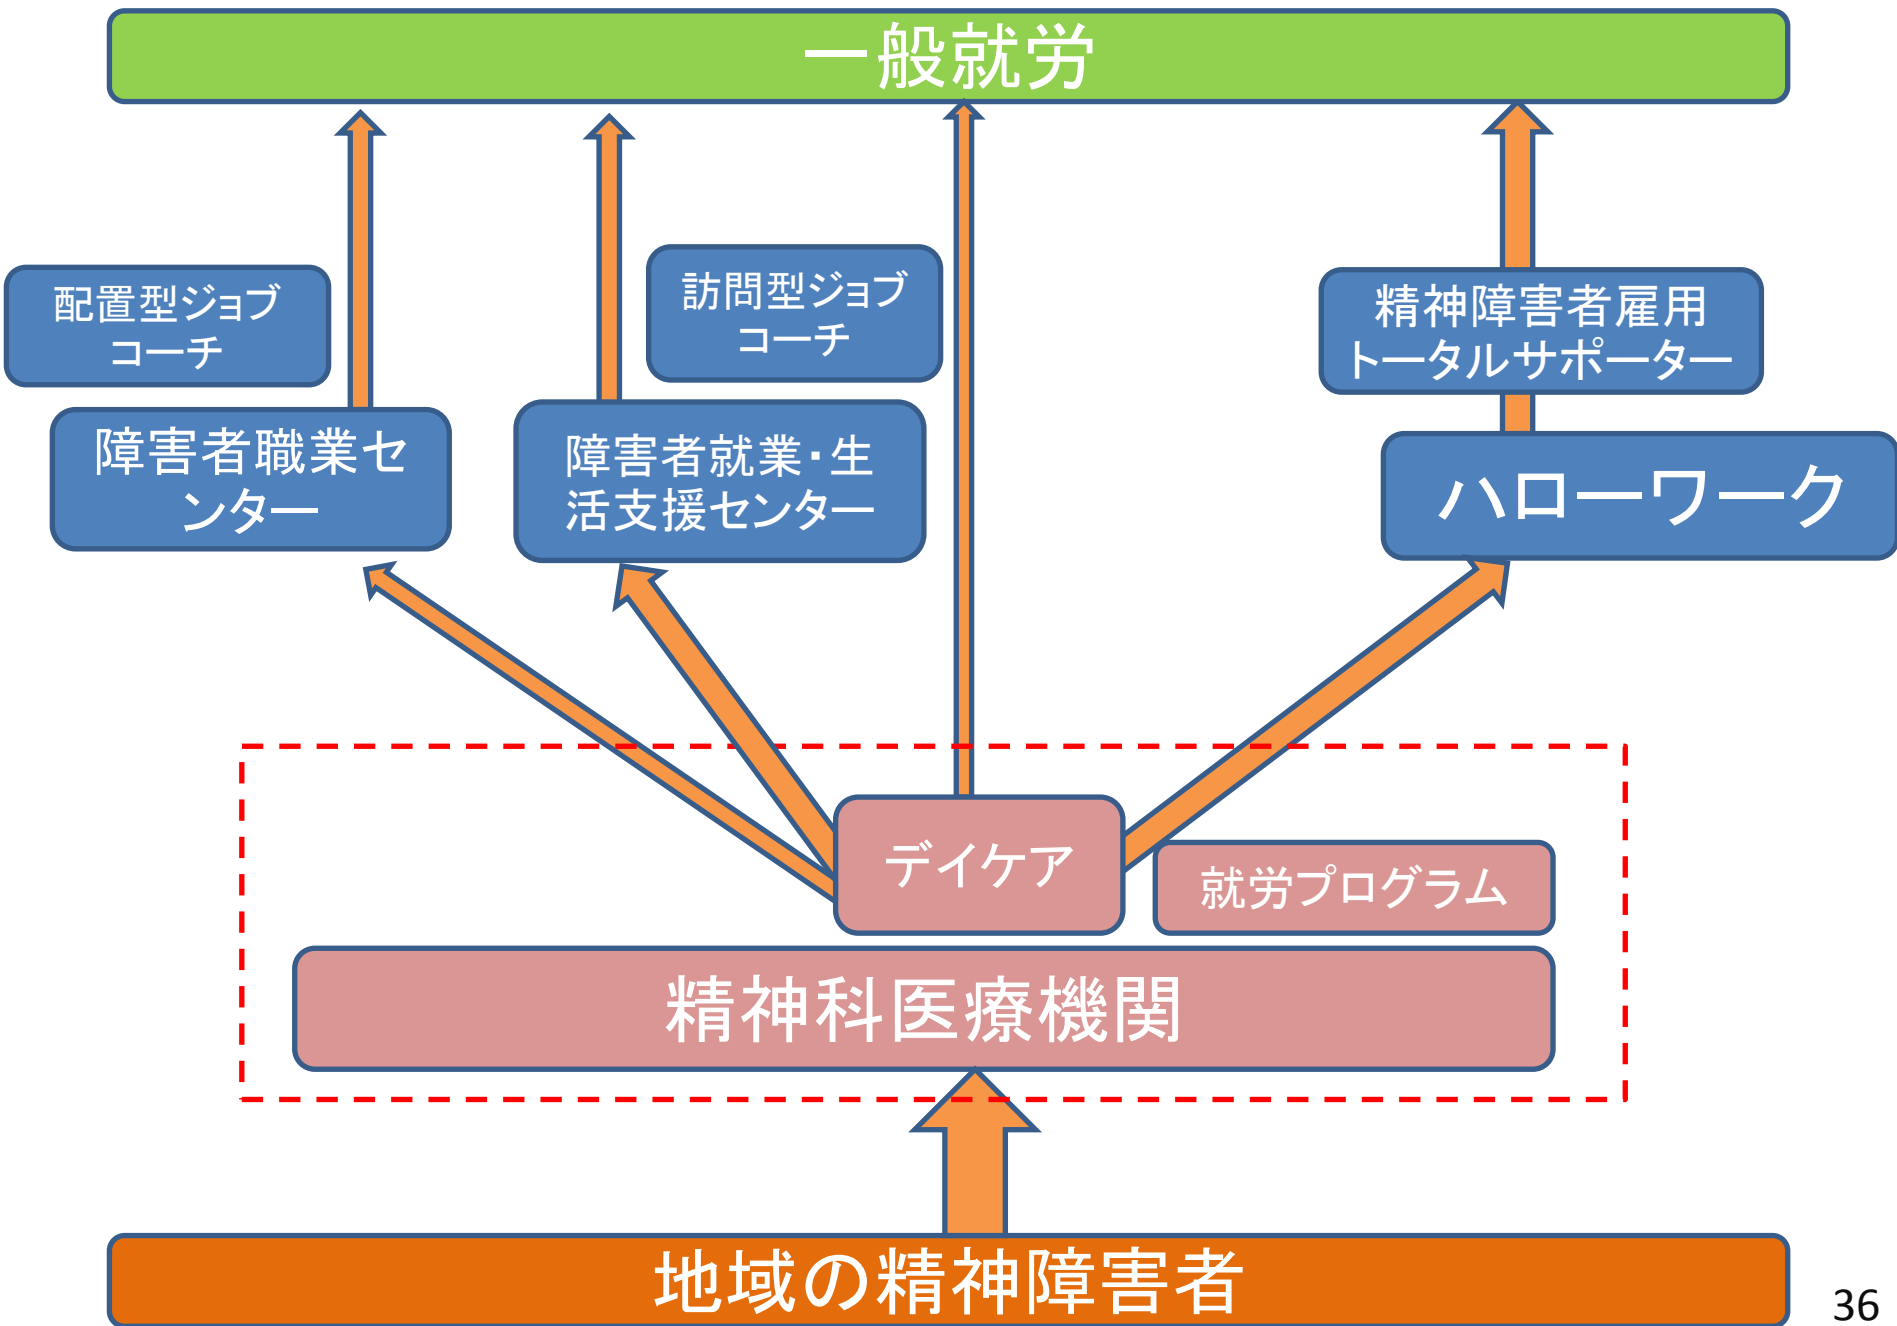 一般就労
配置型ジョブ
コーチ
訪問型ジョブ
コーチ
精神障害者雇用
トータルサポーター
障害者職業セ
ンター
障害者就業・生
活支援センター
ハローワーク
デイケア
就労プログラム
精神科医療機関
地域の精神障害者
36